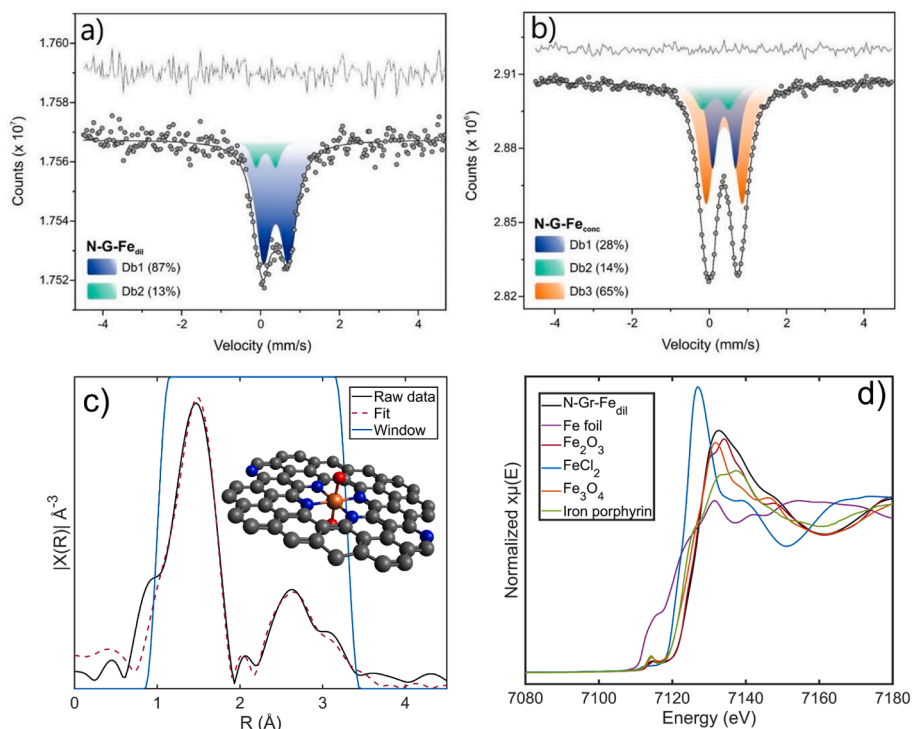 a)
1.760
1.758
1.756
1.754
1.752
Counts (x 10⁷)
N-G-Fe_dil
Db1 (87%)
Db2 (13%)
-4 -2 0 2 4
Velocity (mm/s)
b)
2.91
2.88
2.85
2.82
Counts (x 10⁶)
N-G-Fe_conc
Db1 (28%)
Db2 (14%)
Db3 (65%)
-4 -2 0 2 4
Velocity (mm/s)
c)
Raw data
Fit
Window
|X(R)| Å⁻³
0 1 2 3 4
R (Å)
d)
N-Gr-Fe_dil
Fe foil
Fe₂O₃
FeCl₂
Fe₃O₄
Iron porphyrin
Normalized xμ(E)
7080 7100 7120 7140 7160 7180
Energy (eV)